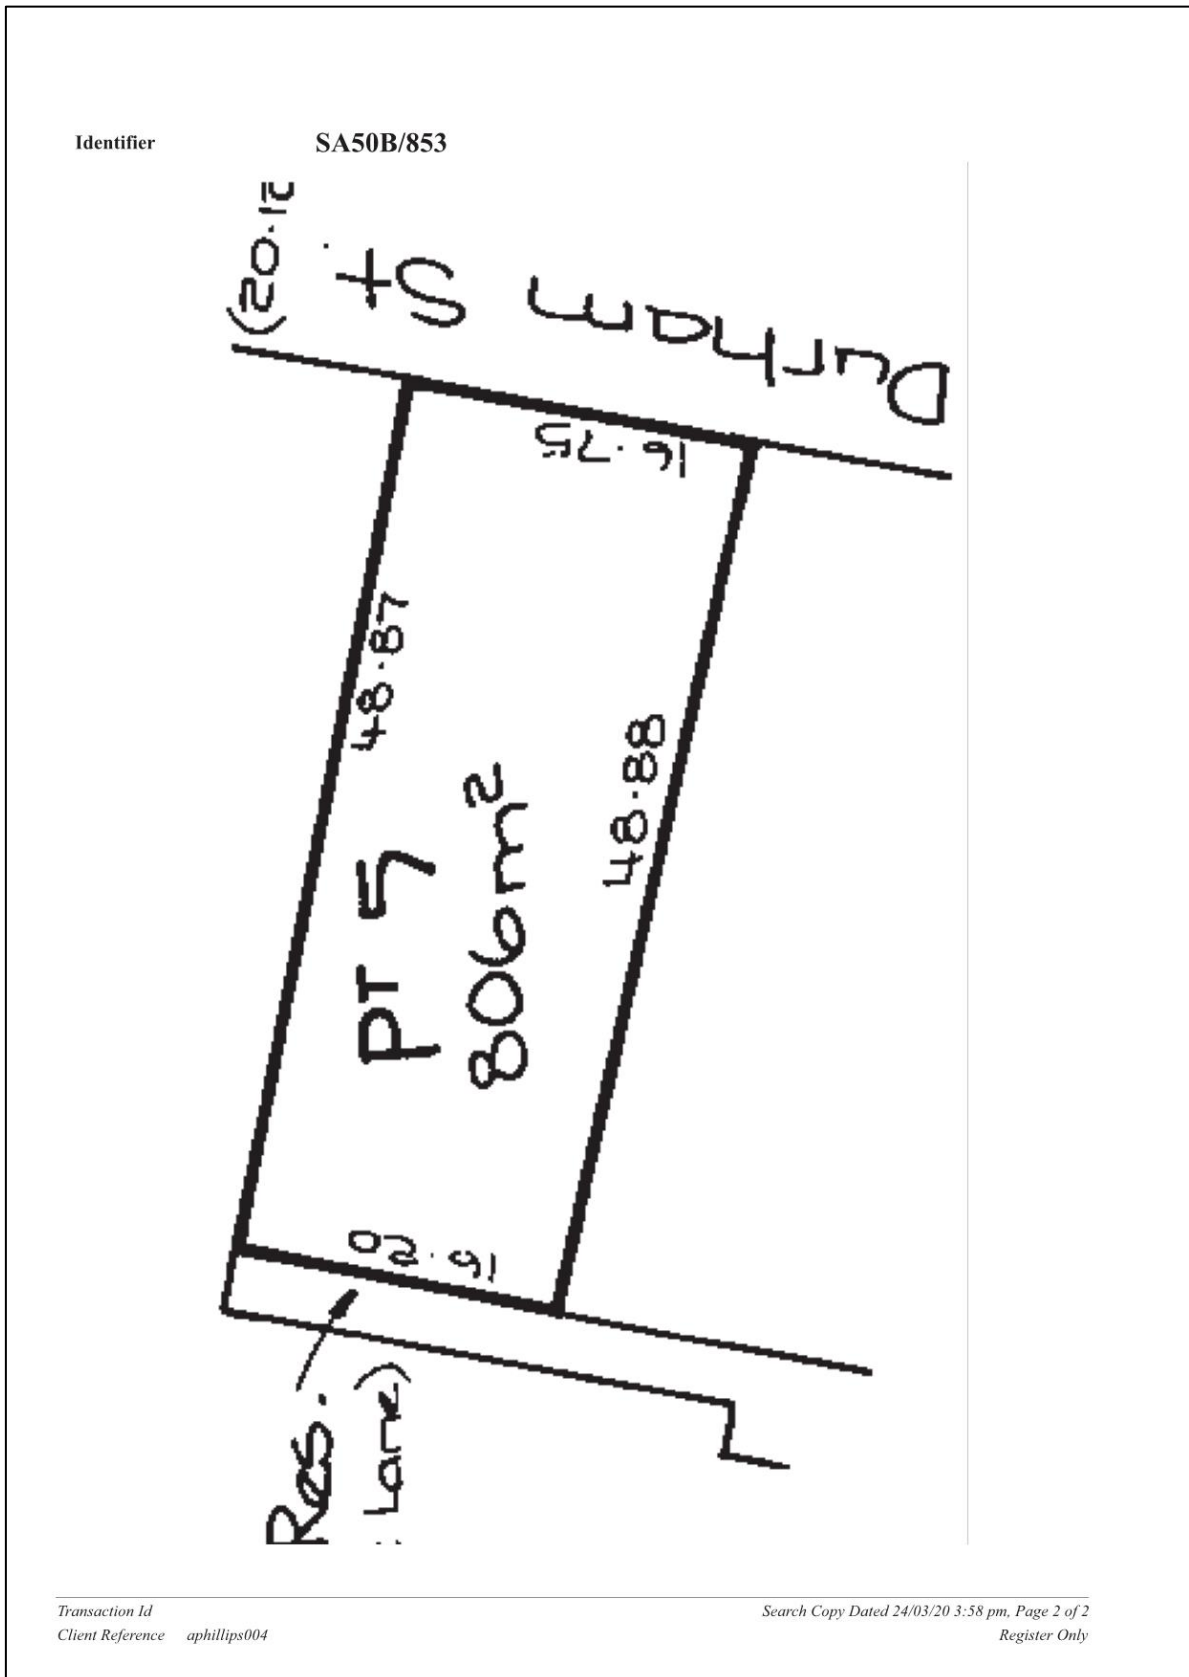 Identifier SA50B/853
(20.12
Durham St.
16.75
48.87
48.88
PT 5
806m²
16.20
Res.
Lane)
Transaction Id
Search Copy Dated 24/03/20 3:58 pm, Page 2 of 2
Client Reference aphillips004
Register Only